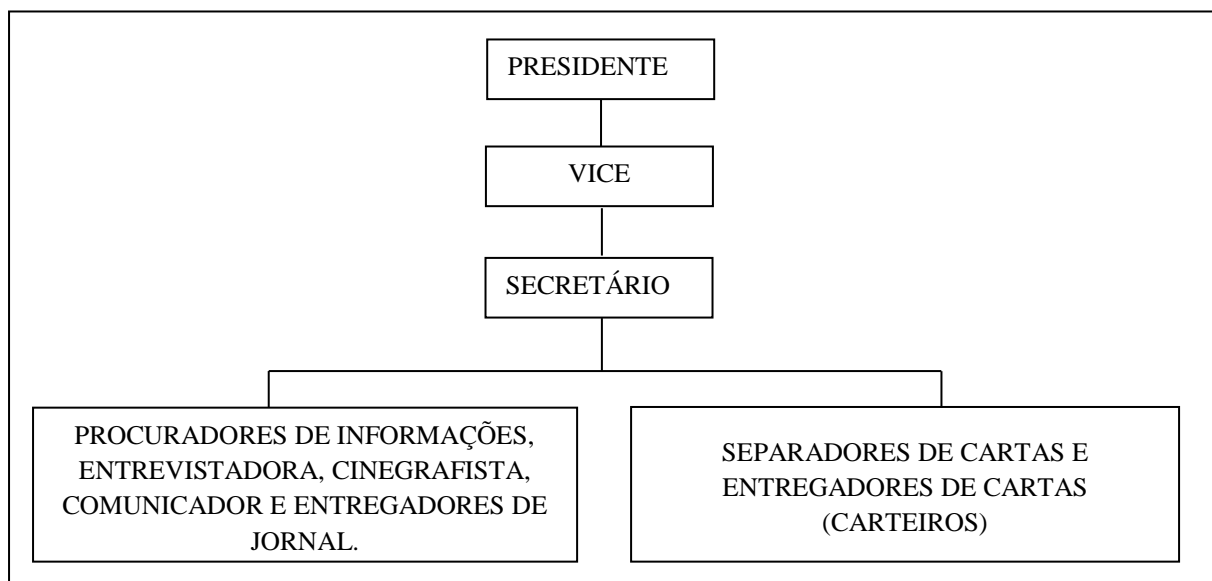 PRESIDENTE
VICE
SECRETÁRIO
PROCURADORES DE INFORMAÇÕES,
ENTREVISTADORA, CINEGRAFISTA,
COMUNICADOR E ENTREGADORES DE
JORNAL.
SEPARADORES DE CARTAS E
ENTREGADORES DE CARTAS
(CARTEIROS)